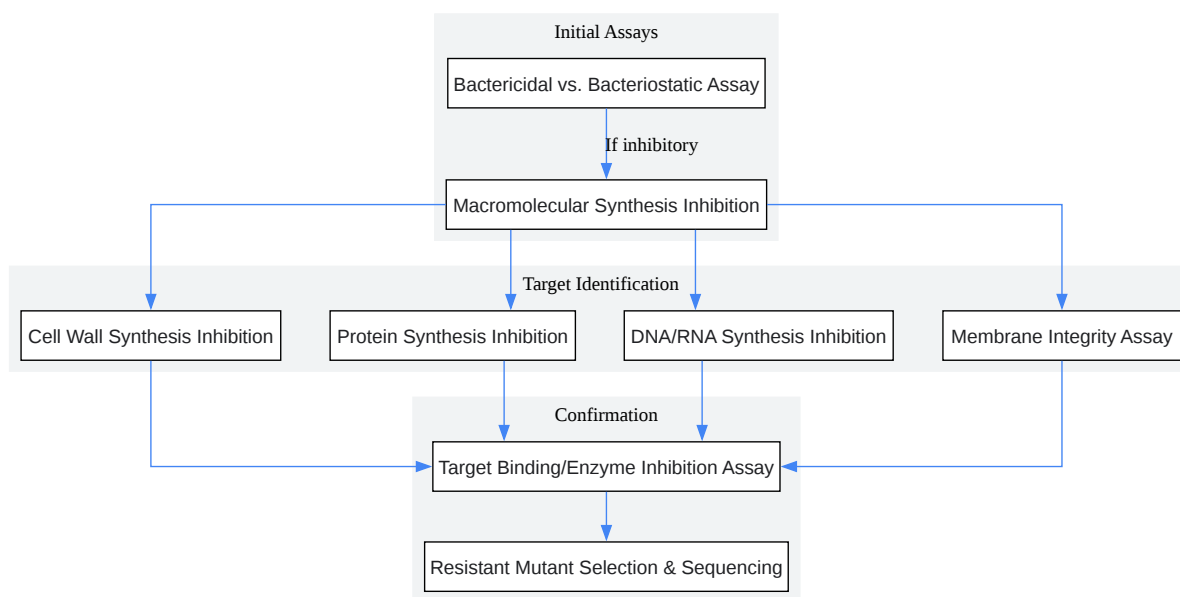 Initial Assays
Bactericidal vs. Bacteriostatic Assay
If inhibitory
Macromolecular Synthesis Inhibition
Target Identification
Cell Wall Synthesis Inhibition
Protein Synthesis Inhibition
DNA/RNA Synthesis Inhibition
Membrane Integrity Assay
Confirmation
Target Binding/Enzyme Inhibition Assay
Resistant Mutant Selection & Sequencing